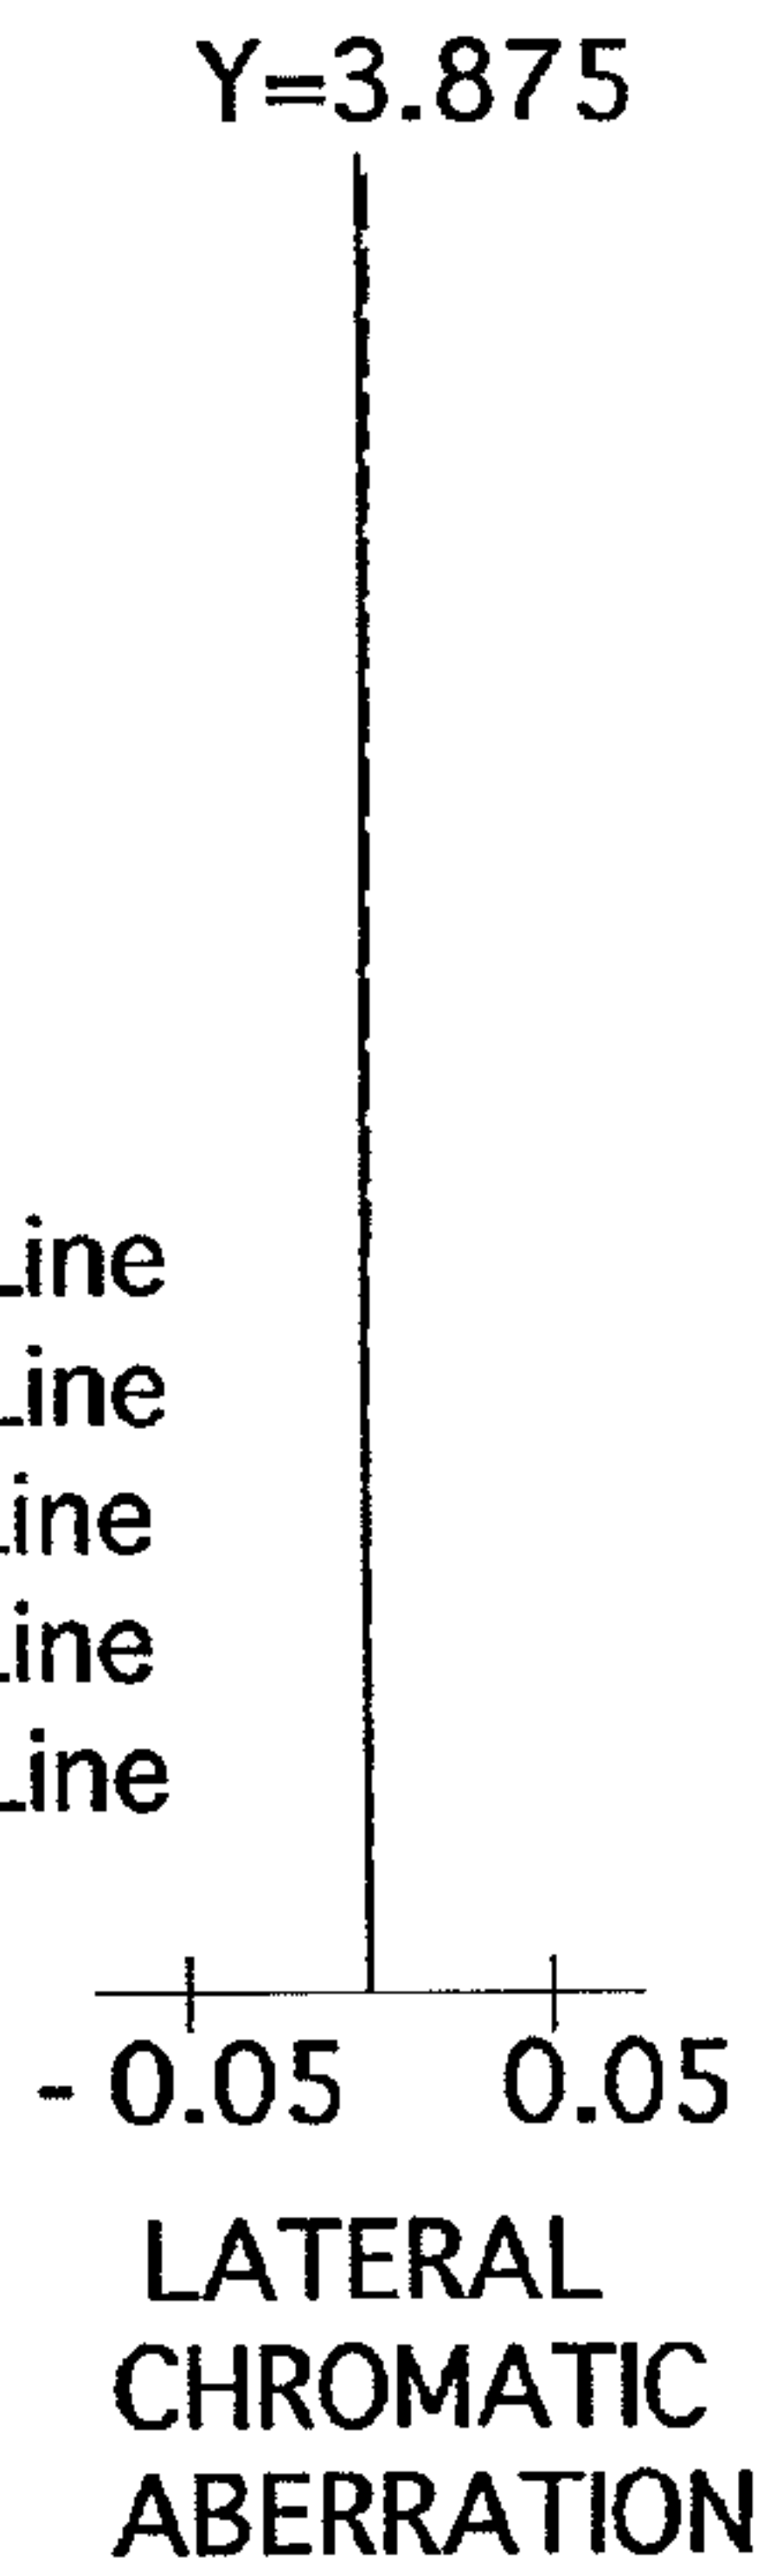 Y=3.875
Line
Line
Line
Line
Line
-0.05 0.05
LATERAL
CHROMATIC
ABERRATION